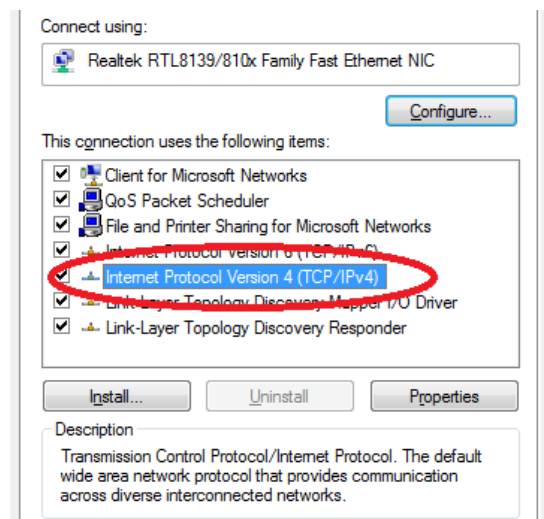 Connect using:
Realtek RTL8139/810x Family Fast Ethernet NIC
Configure...
This connection uses the following items:
Client for Microsoft Networks
QoS Packet Scheduler
File and Printer Sharing for Microsoft Networks
Internet Protocol Version 6 (TCP/IPv6)
Internet Protocol Version 4 (TCP/IPv4)
Link-Layer Topology Discovery Mapper I/O Driver
Link-Layer Topology Discovery Responder
Install... Uninstall Properties
Description
Transmission Control Protocol/Internet Protocol. The default
wide area network protocol that provides communication
across diverse interconnected networks.